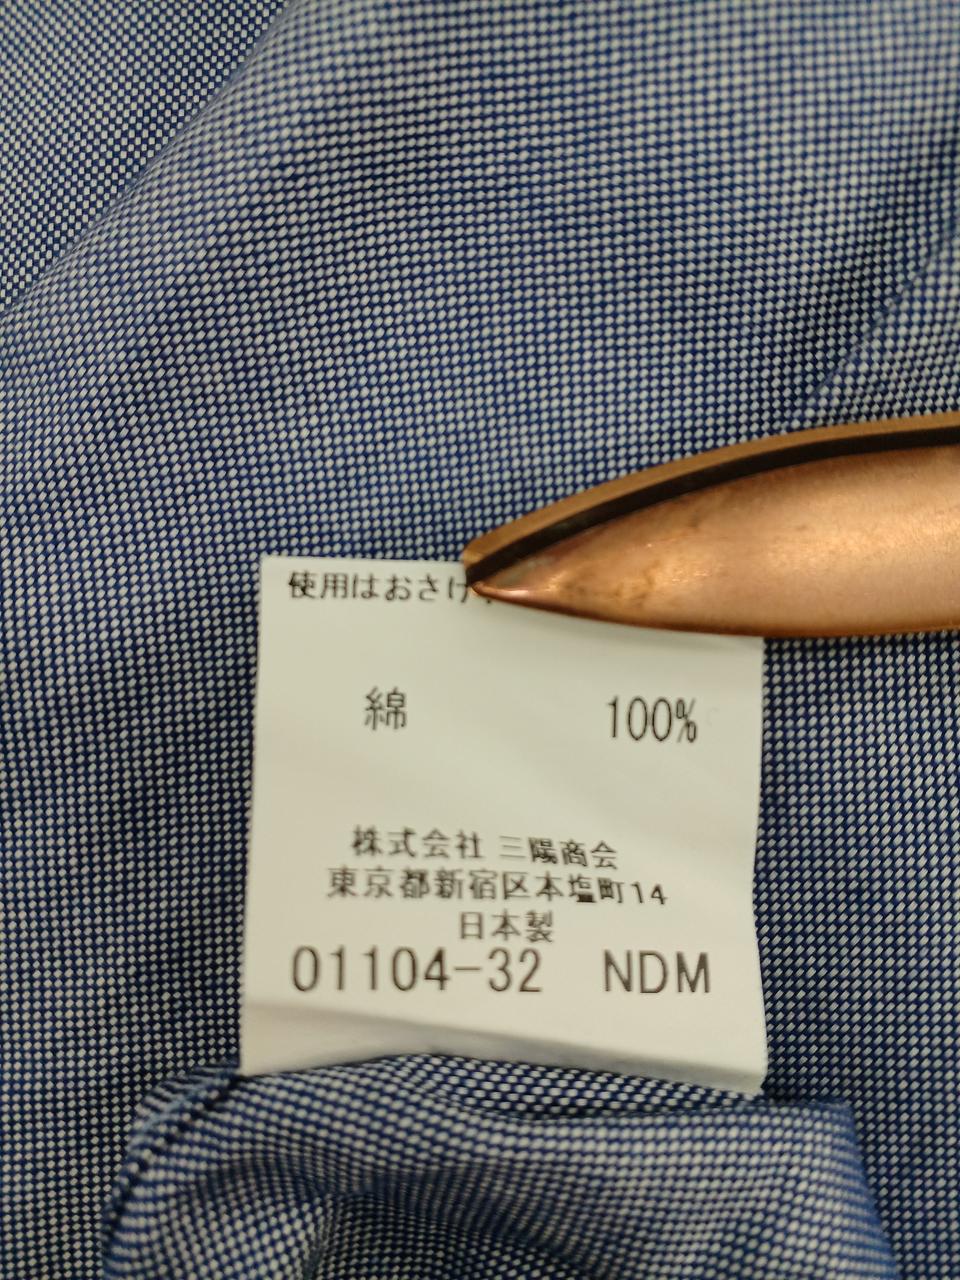 使用はおさけ
綿 100%
株式会社 三陽商会
東京都新宿区本塩町14
日本製
01104-32 NDM